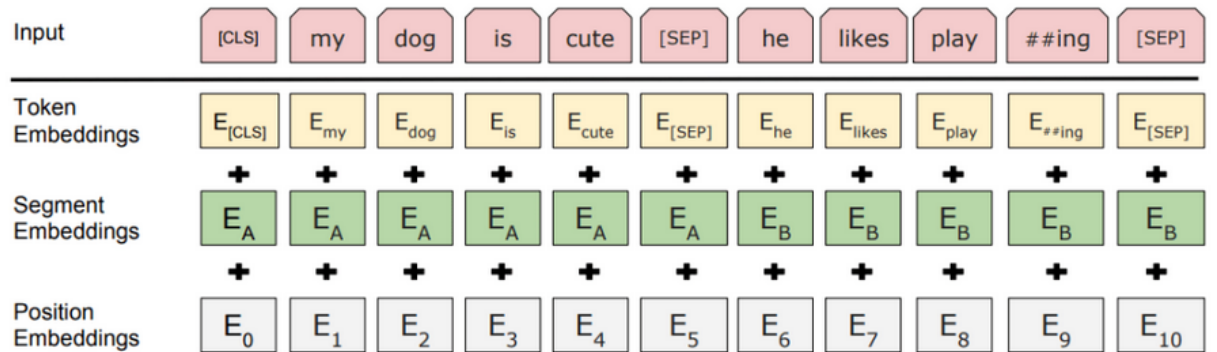 Input [CLS] my dog is cute [SEP] he likes play ##ing [SEP]
Token
Embeddings
E[CLS] Emy Edog Eis Ecute E[SEP] Ehe Elikes Eplay E##ing E[SEP]
+ + + + + + + + + + +
Segment
Embeddings
EA EA EA EA EA EA EB EB EB EB EB
+ + + + + + + + + + +
Position
Embeddings
E0 E1 E2 E3 E4 E5 E6 E7 E8 E9 E10